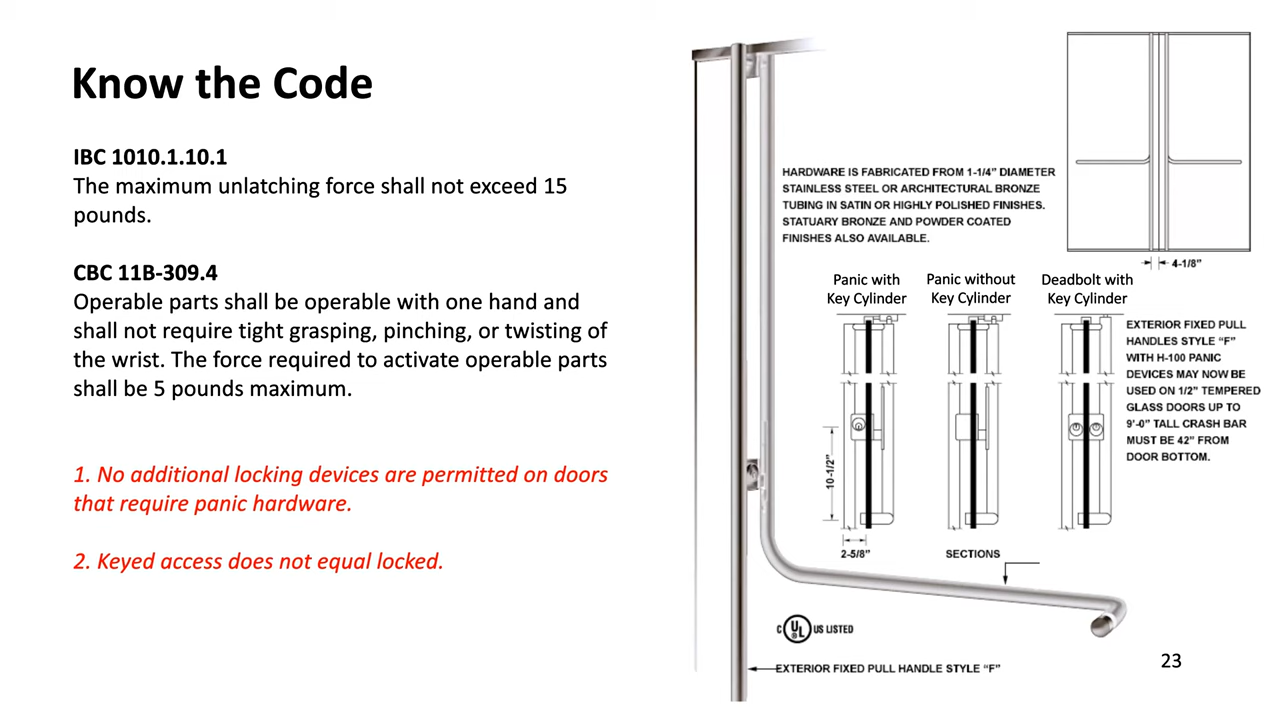 Know the Code
IBC 1010.1.10.1
The maximum unlatching force shall not exceed 15
pounds.
CBC 11B-309.4
Operable parts shall be operable with one hand and
shall not require tight grasping, pinching, or twisting of
the wrist. The force required to activate operable parts
shall be 5 pounds maximum.
1. No additional locking devices are permitted on doors
that require panic hardware.
2. Keyed access does not equal locked.
HARDWARE IS FABRICATED FROM 1-1/4" DIAMETER
STAINLESS STEEL OR ARCHITECTURAL BRONZE
TUBING IN SATIN OR HIGHLY POLISHED FINISHES.
STATUARY BRONZE AND POWDER COATED
FINISHES ALSO AVAILABLE.
4-1/8"
Panic with
Key Cylinder
Panic without
Key Cylinder
Deadbolt with
Key Cylinder
EXTERIOR FIXED PULL
HANDLES STYLE "F"
WITH H-100 PANIC
DEVICES MAY NOW BE
USED ON 1/2" TEMPERED
GLASS DOORS UP TO
9'-0" TALL CRASH BAR
MUST BE 42" FROM
DOOR BOTTOM.
10-1/2"
2-5/8"
SECTIONS
C UL ® US LISTED
EXTERIOR FIXED PULL HANDLE STYLE "F"
23